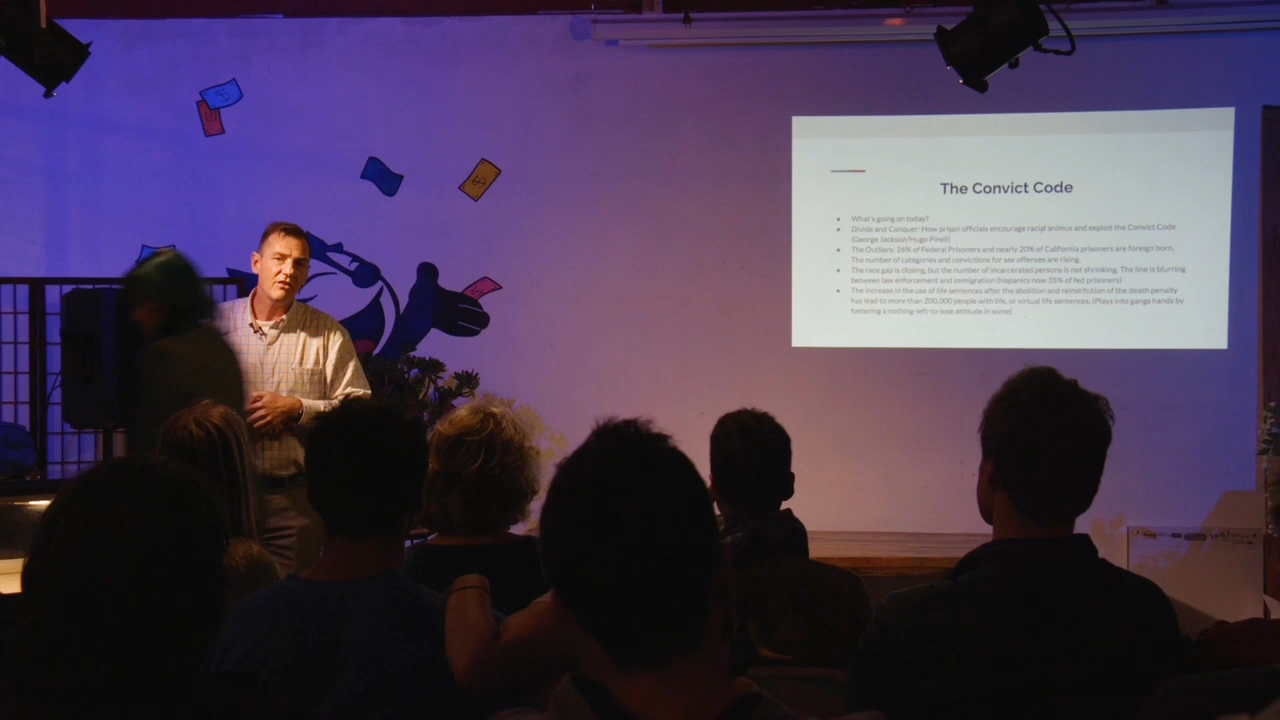 The Convict Code
What's going on today?
Divide and Conquer: How prison officials encourage racial animus and exploit the Convict Code
(George Jackson/Hugo Pinell)
The Outliers: 26% of Federal Prisoners and nearly 20% of California prisoners are foreign born.
The number of categories and convictions for sex offenses are rising.
The race gap is closing, but the number of incarcerated persons is not shrinking. The line is blurring
between law enforcement and immigration (hispanics now 35% of fed prisoners)
The increase in the use of life sentences after the abolition and reinstitution of the death penalty
has lead to more than 200,000 people with life, or virtual life sentences. (Plays into ganga hands by
fostering a nothing-left-to-lose attitude in some)
$
$
$